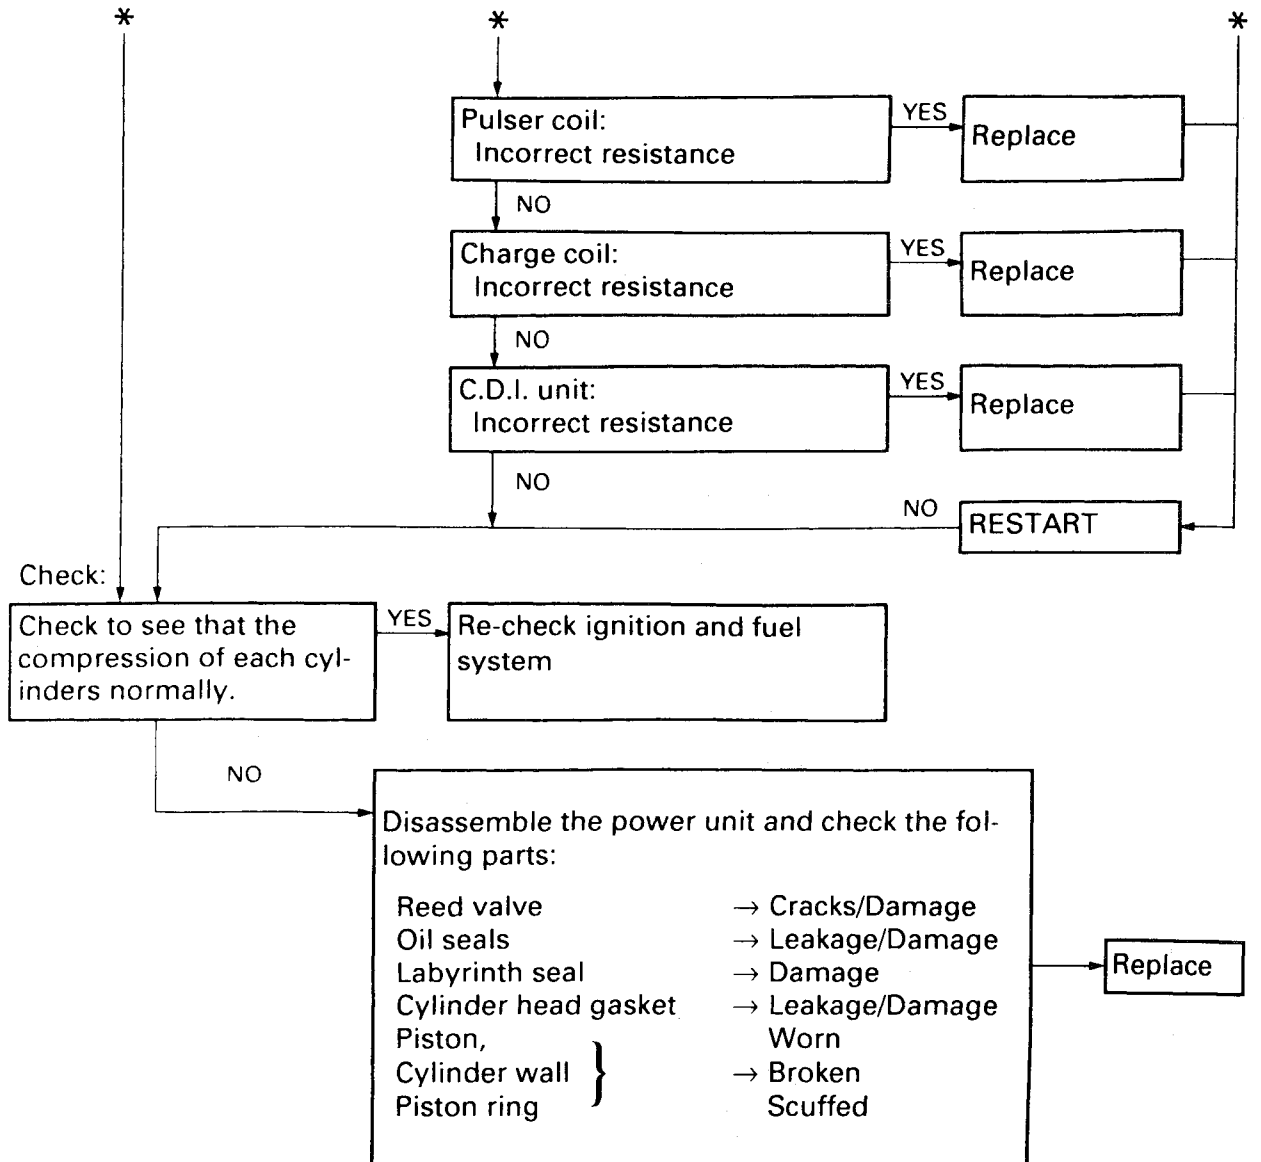 * * *
Pulser coil:
Incorrect resistance
YES
Replace
NO
Charge coil:
Incorrect resistance
YES
Replace
NO
C.D.I. unit:
Incorrect resistance
YES
Replace
NO
NO
RESTART
Check:
Check to see that the
compression of each cyl-
inders normally.
YES
Re-check ignition and fuel
system
NO
Disassemble the power unit and check the fol-
lowing parts:
Reed valve → Cracks/Damage
Oil seals → Leakage/Damage
Labyrinth seal → Damage
Cylinder head gasket → Leakage/Damage
Piston, Worn
Cylinder wall } → Broken
Piston ring Scuffed
Replace